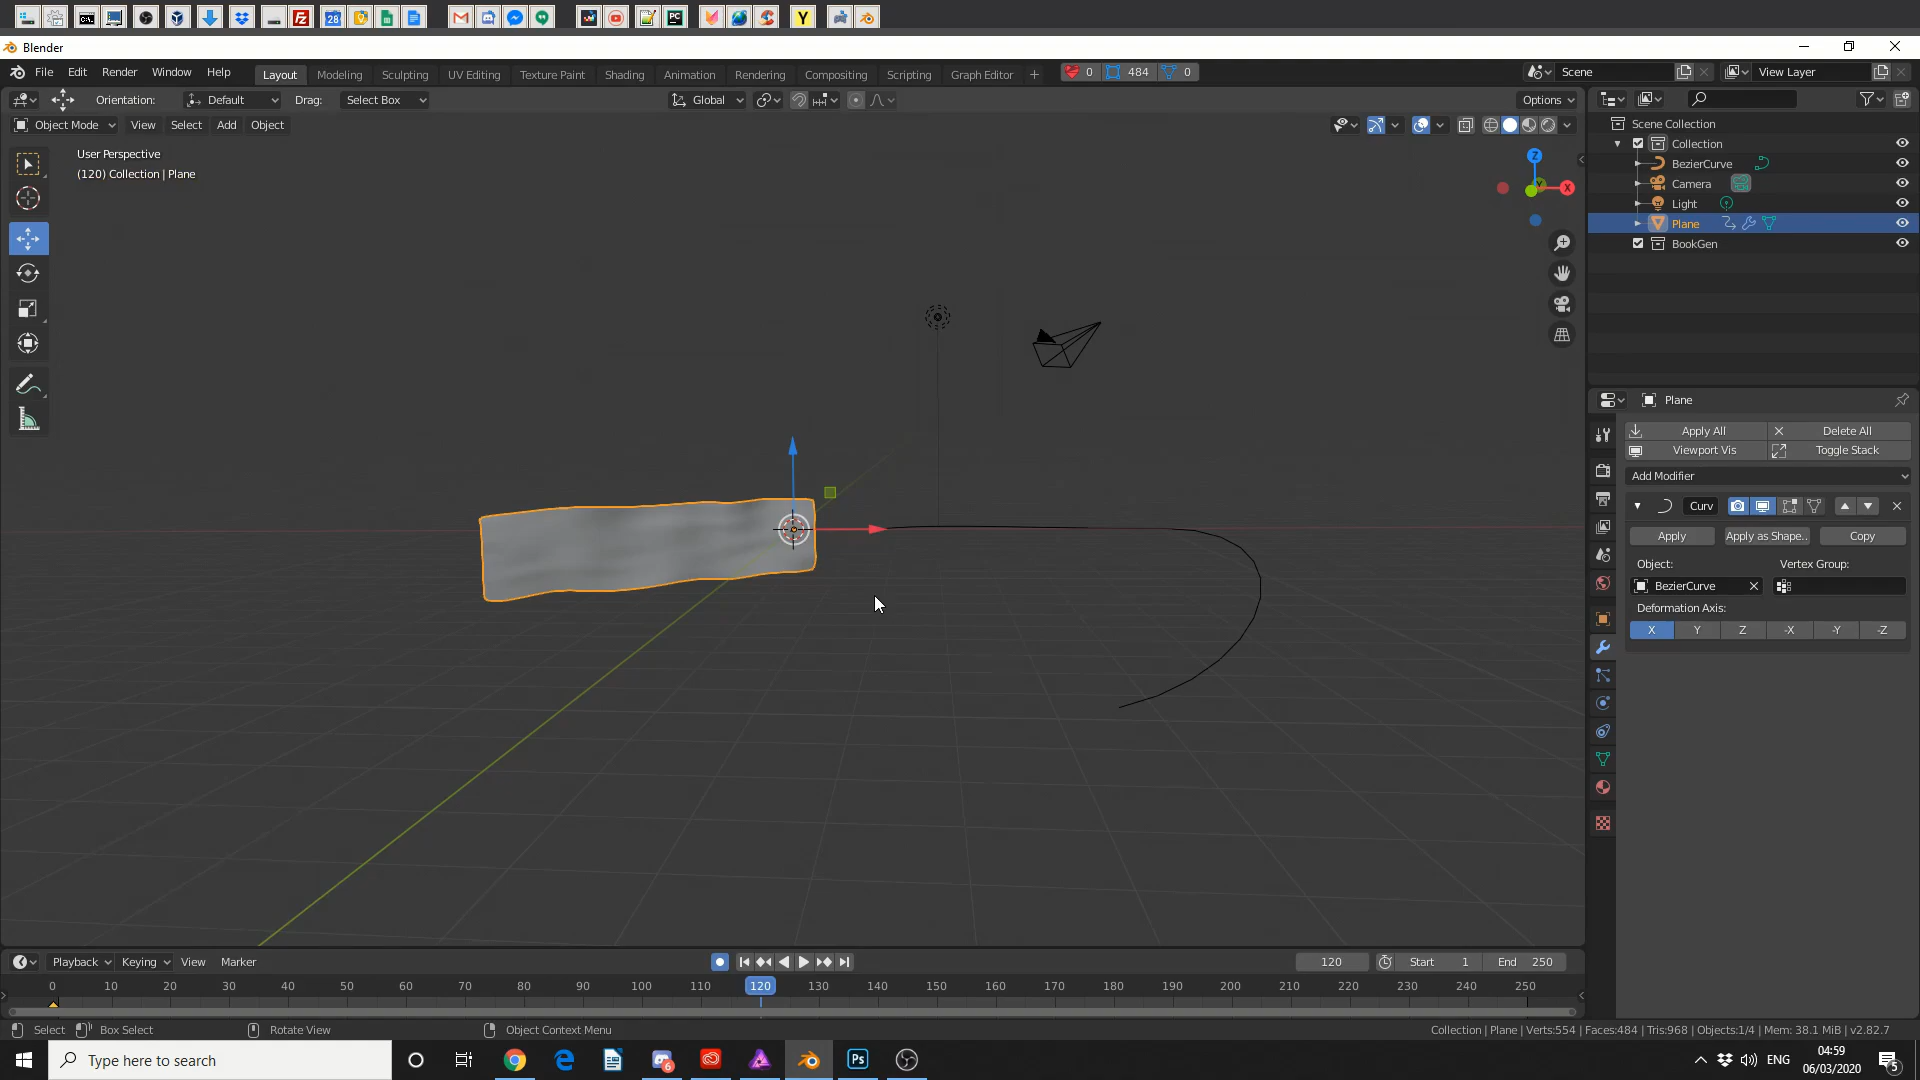 28
Y
Blender
File Edit Render Window Help
Layout Modeling Sculpting UV Editing Texture Paint Shading Animation Rendering Compositing Scripting Graph Editor +
0 484 0
Scene
View Layer
Orientation: Default Drag: Select Box
Global
Options
Object Mode View Select Add Object
User Perspective
(120) Collection | Plane
Z
X
Y
Scene Collection
Collection
BezierCurve
Camera
Light
Plane
BookGen
Plane
Apply All Delete All
Viewport Vis Toggle Stack
Add Modifier
Curv
Apply Apply as Shape.. Copy
Object: Vertex Group:
BezierCurve
Deformation Axis:
X Y Z -X -Y -Z
Playback Keying View Marker
120 Start 1 End 250
0 10 20 30 40 50 60 70 80 90 100 110 120 130 140 150 160 170 180 190 200 210 220 230 240 250
Select Box Select Rotate View Object Context Menu
Collection | Plane | Verts:554 | Faces:484 | Tris:968 | Objects:1/4 | Mem: 38.1 MiB | v2.82.7
Type here to search
6
Ps
ENG
04:59
06/03/2020
5